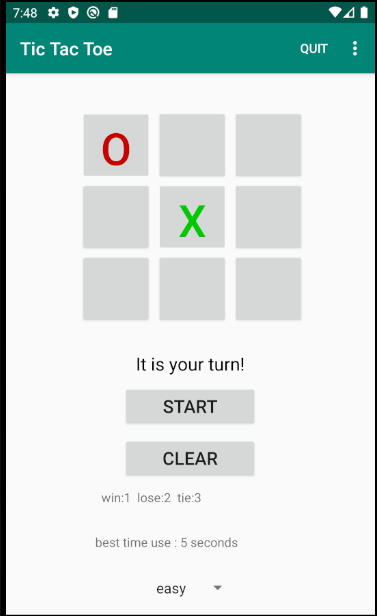 7:48
Tic Tac Toe QUIT
O
X
It is your turn!
START
CLEAR
win:1 lose:2 tie:3
best time use : 5 seconds
easy